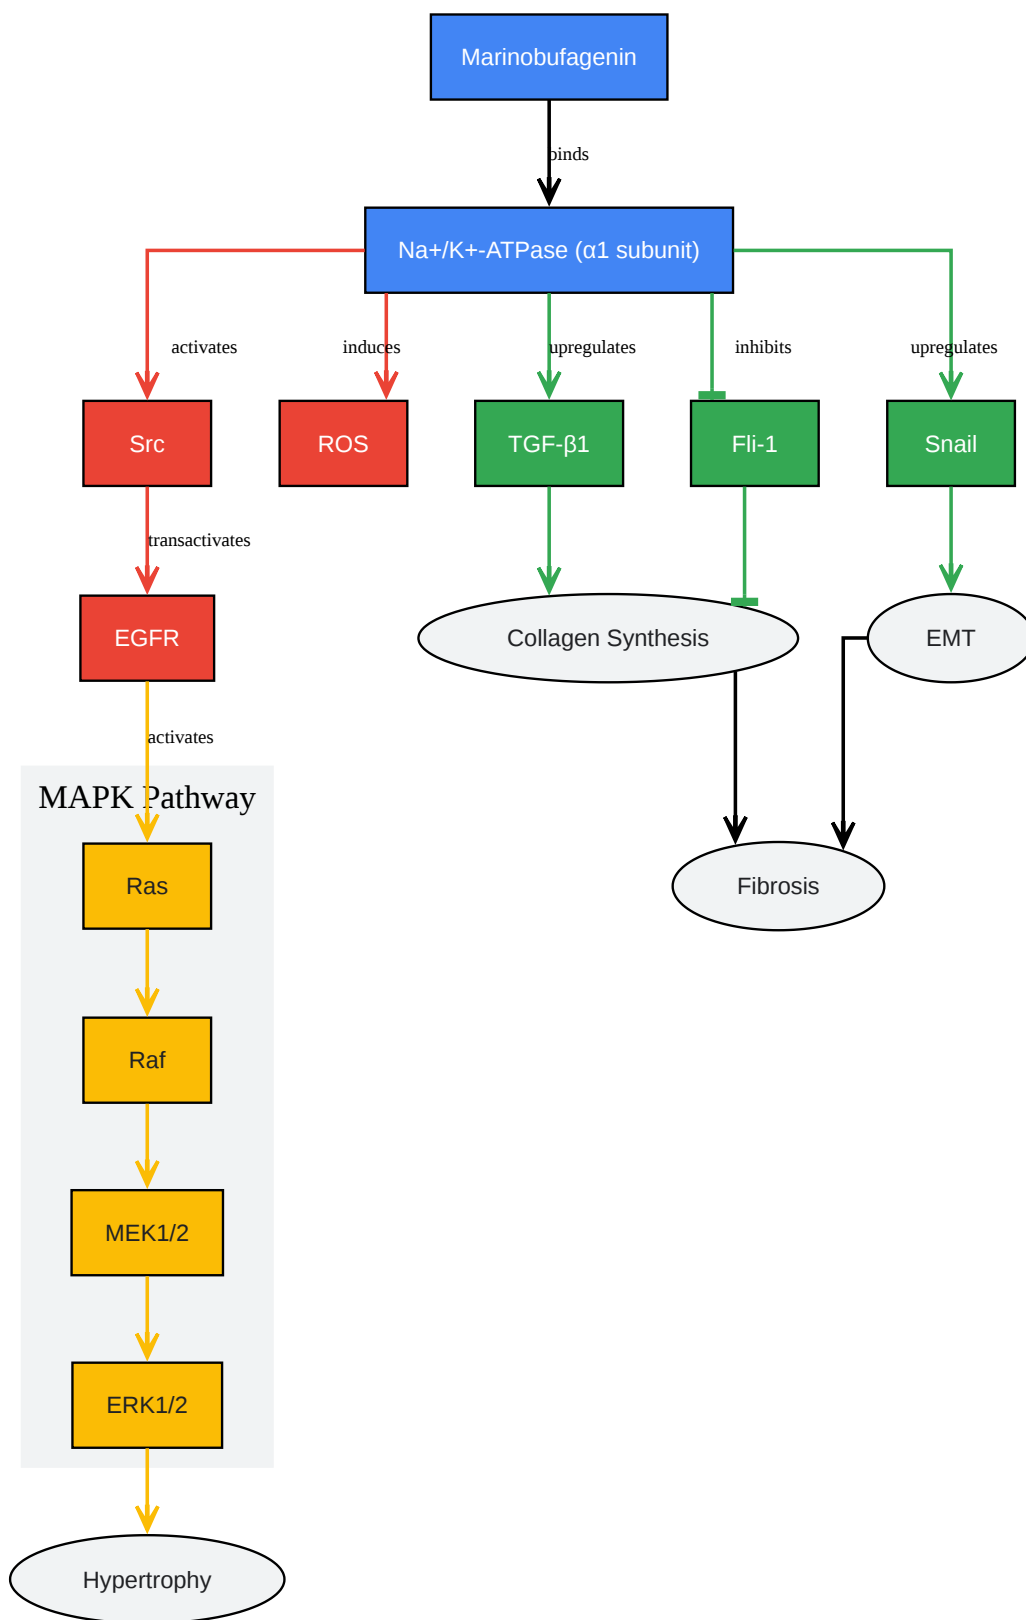 Marinobufagenin
binds
Na+/K+-ATPase (α1 subunit)
activates
induces
upregulates
inhibits
upregulates
Src
ROS
TGF-β1
Fli-1
Snail
transactivates
EGFR
Collagen Synthesis
EMT
activates
MAPK Pathway
Ras
Fibrosis
Raf
MEK1/2
ERK1/2
Hypertrophy